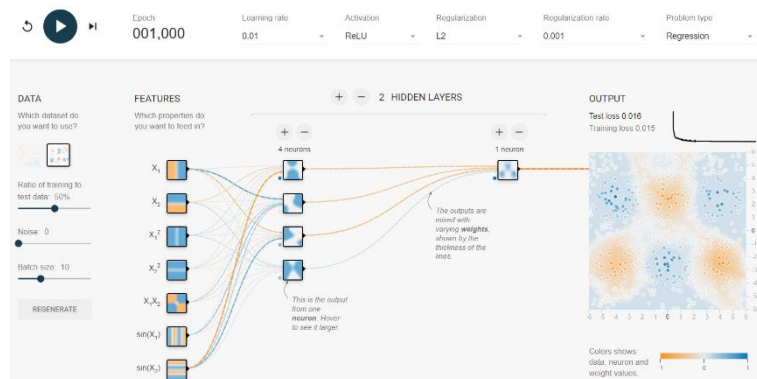 Epoch
001,000
Learning rate
0.01
Activation
ReLU
Regularization
L2
Regularization rate
0.001
Problem type
Regression
DATA
Which dataset do
you want to use?
Ratio of training to
test data: 50%
Noise: 0
Batch size: 10
REGENERATE
FEATURES
Which properties do
you want to feed in?
X₁
X₂
X₁²
X₂²
X₁X₂
sin(X₁)
sin(X₂)
+ − 2 HIDDEN LAYERS
+ −
4 neurons
This is the output
from one
neuron. Hover
to see it larger.
+ −
1 neuron
The outputs are
mixed with
varying weights,
shown by the
thickness of the
lines.
OUTPUT
Test loss 0.016
Training loss 0.015
6 5 4 3 2 1 0 1 2 3 4 5 6
Colors shows
data, neuron and
weight values.
1 0 1